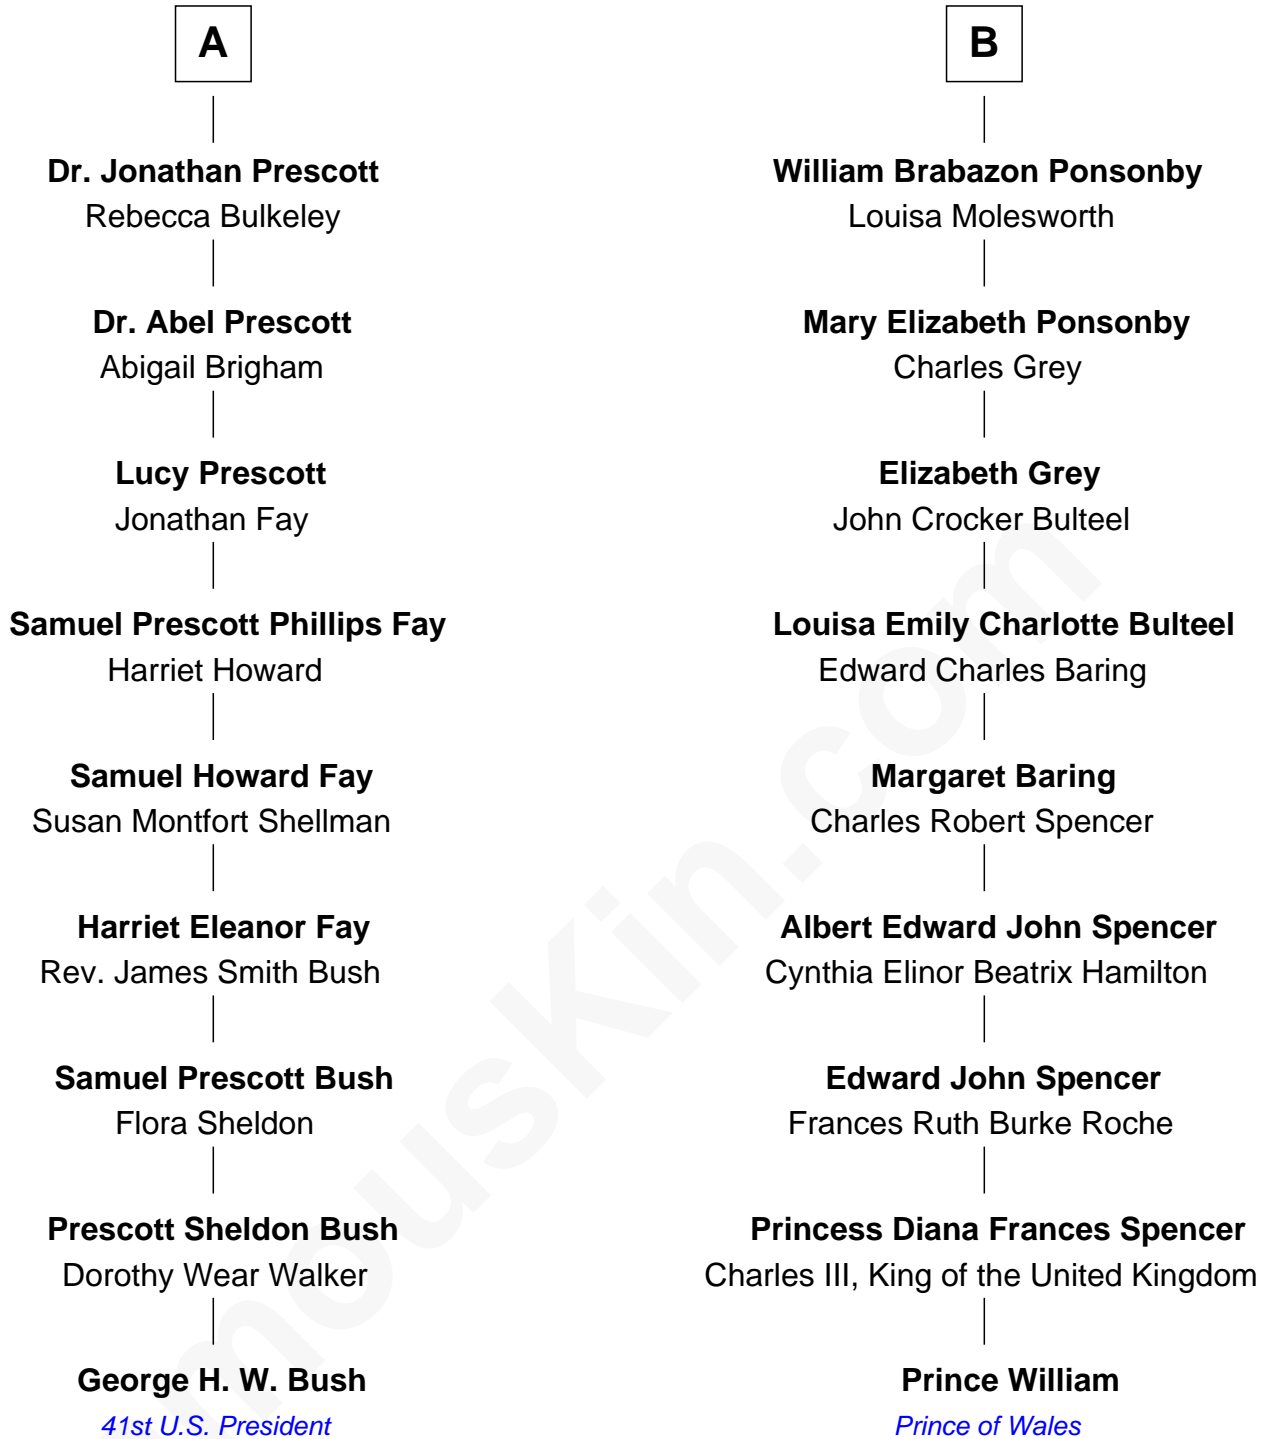 A
Dr. Jonathan Prescott
Rebecca Bulkeley
Dr. Abel Prescott
Abigail Brigham
Lucy Prescott
Jonathan Fay
Samuel Prescott Phillips Fay
Harriet Howard
Samuel Howard Fay
Susan Montfort Shellman
Harriet Eleanor Fay
Rev. James Smith Bush
Samuel Prescott Bush
Flora Sheldon
Prescott Sheldon Bush
Dorothy Wear Walker
George H. W. Bush
41st U.S. President
B
William Brabazon Ponsonby
Louisa Molesworth
Mary Elizabeth Ponsonby
Charles Grey
Elizabeth Grey
John Crocker Bulteel
Louisa Emily Charlotte Bulteel
Edward Charles Baring
Margaret Baring
Charles Robert Spencer
Albert Edward John Spencer
Cynthia Elinor Beatrix Hamilton
Edward John Spencer
Frances Ruth Burke Roche
Princess Diana Frances Spencer
Charles III, King of the United Kingdom
Prince William
Prince of Wales
mousKin.com